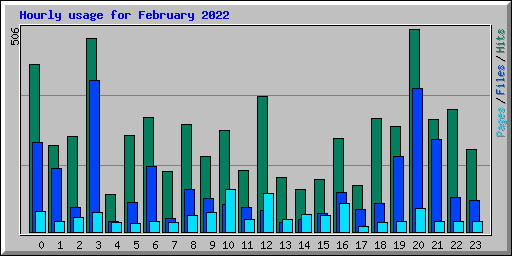 Hourly usage for February 2022
506
Pages / Files / Hits
0 1 2 3 4 5 6 7 8 9 10 11 12 13 14 15 16 17 18 19 20 21 22 23